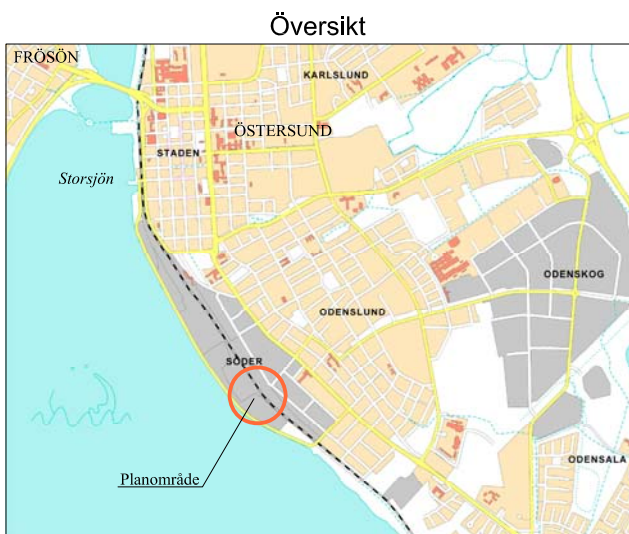 Översikt
FRÖSÖN
KARLSLUND
ÖSTERSUND
STADEN
Storsjön
ODENSKOG
ODENSLUND
SÖDER
ODENSALA
Planområde